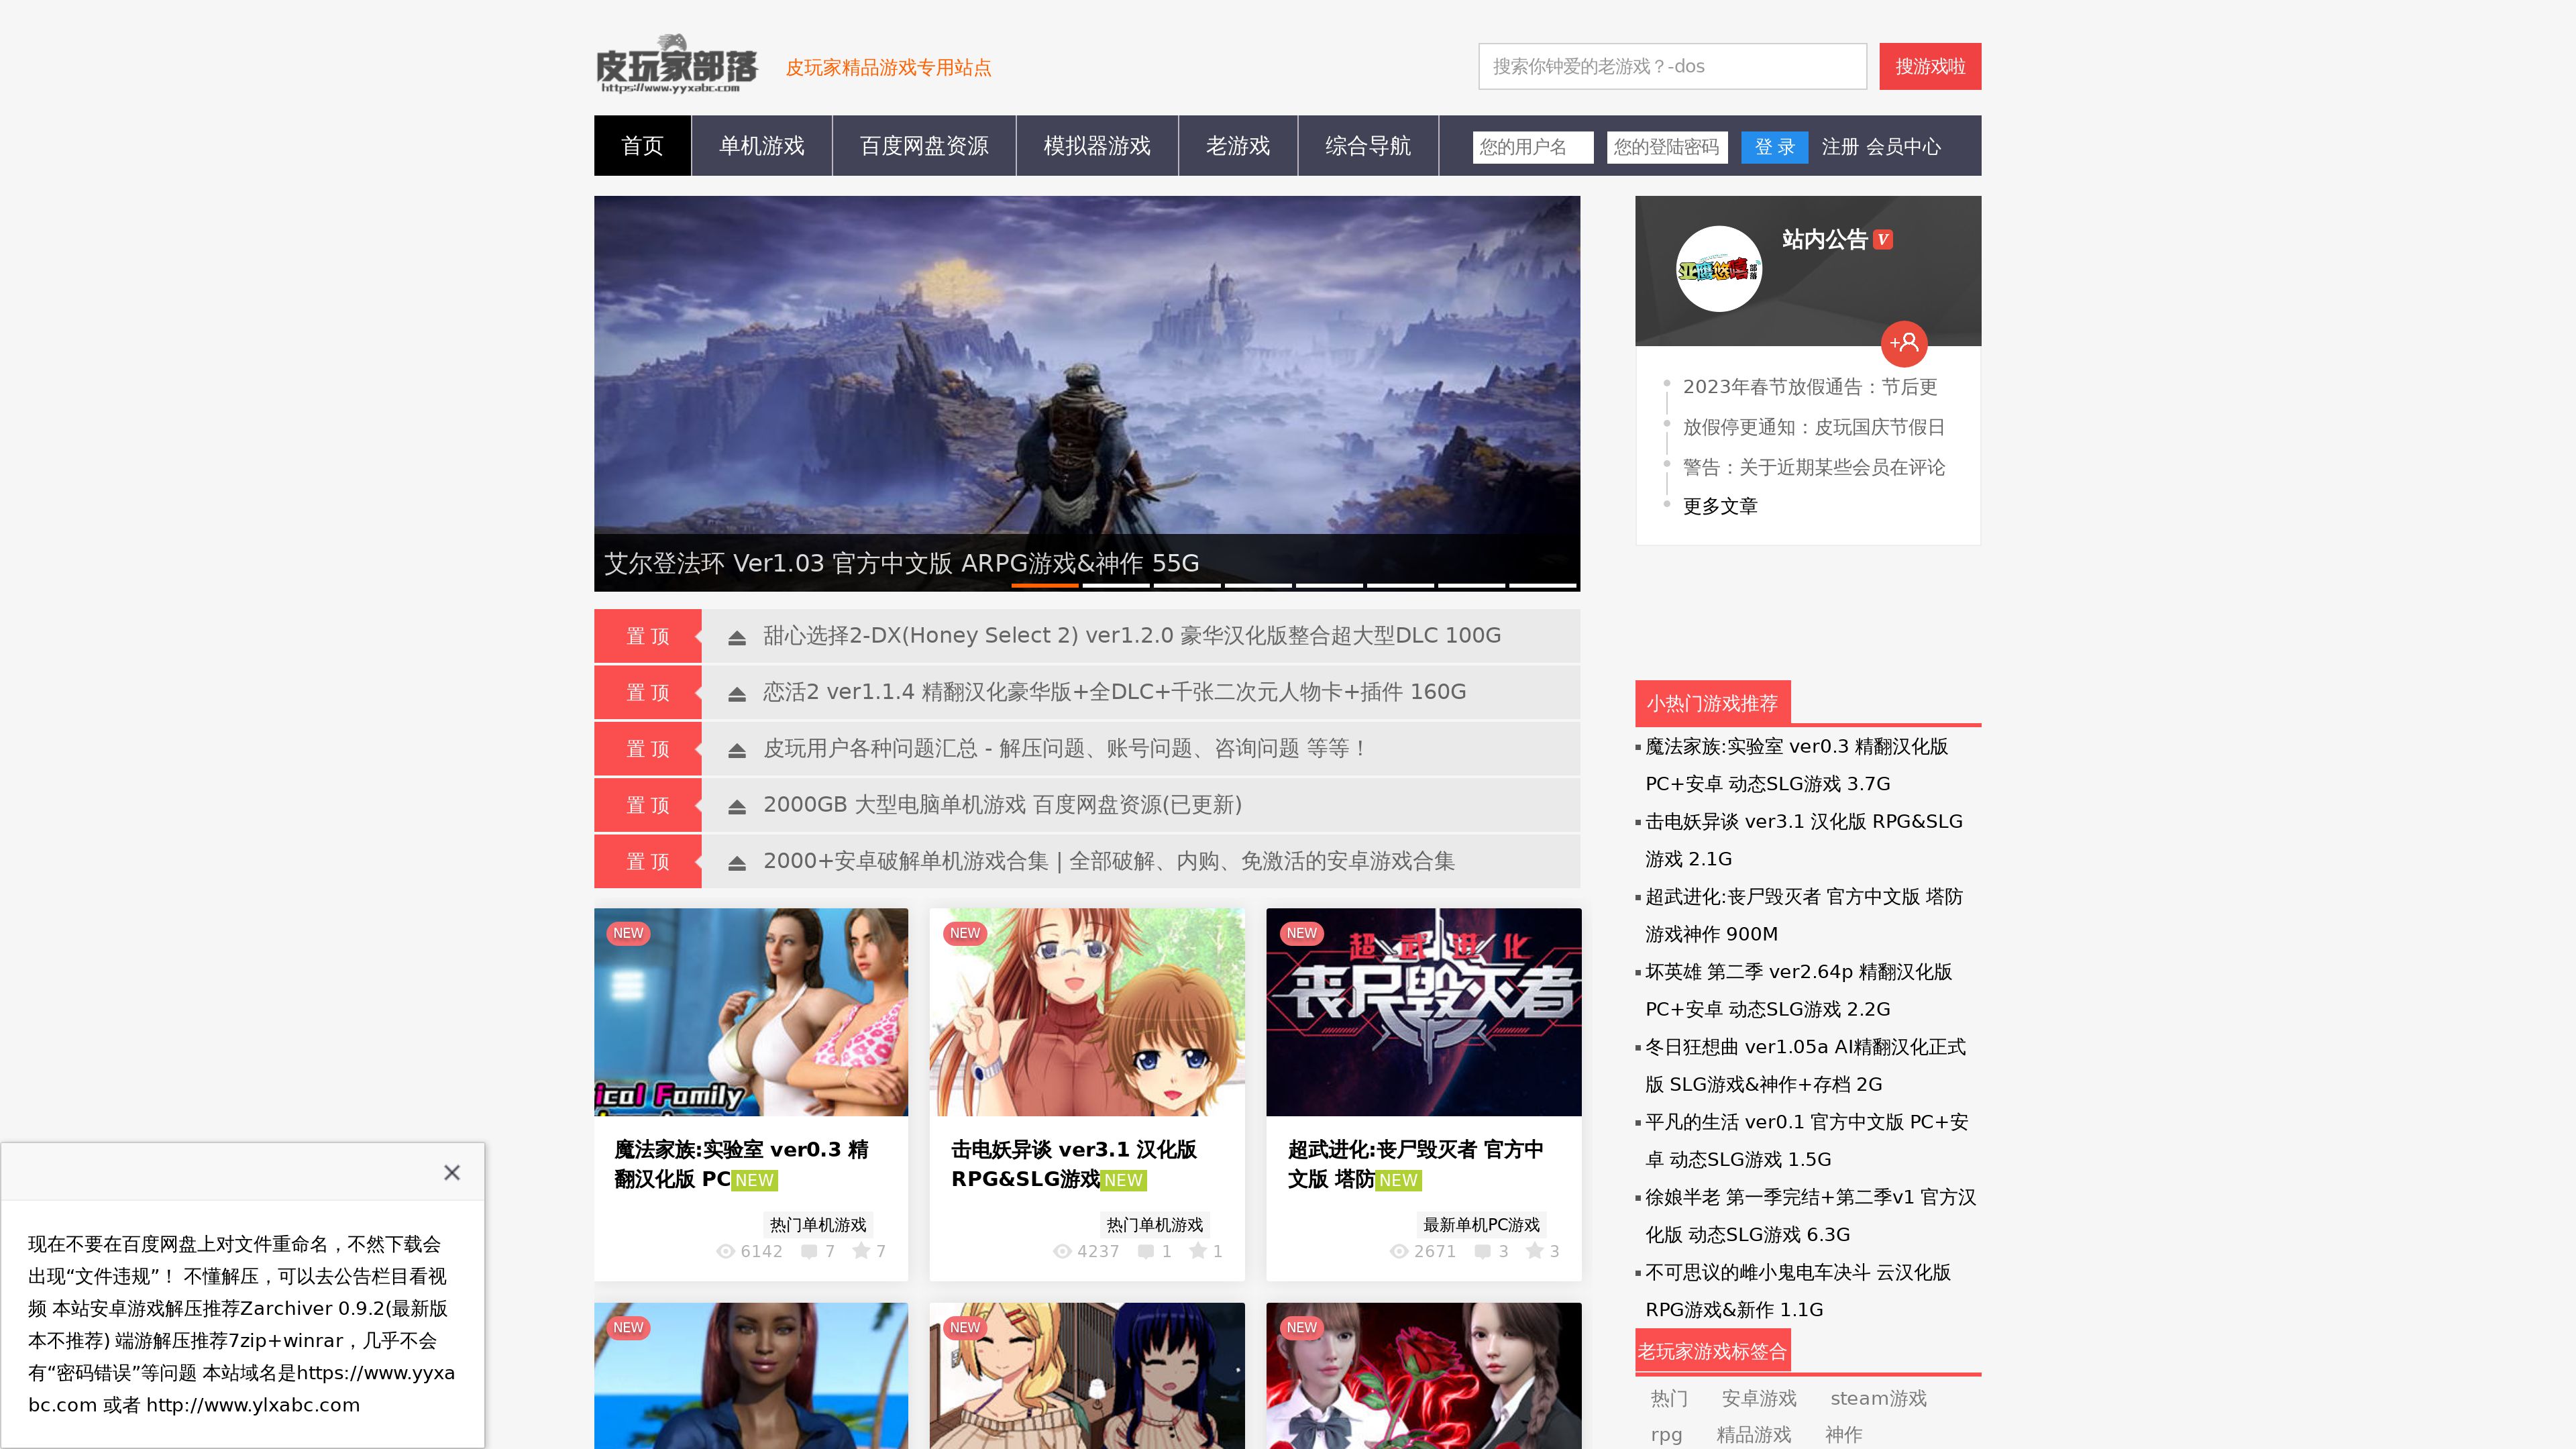 皮玩家部落
https://www.yyxabc.com
皮玩家精品游戏专用站点
搜索你钟爱的老游戏？-dos
搜游戏啦
首页
单机游戏
百度网盘资源
模拟器游戏
老游戏
综合导航
您的用户名
您的登陆密码
登 录
注册 会员中心
艾尔登法环 Ver1.03 官方中文版 ARPG游戏&神作 55G
站内公告 V
2023年春节放假通告：节后更
放假停更通知：皮玩国庆节假日
警告：关于近期某些会员在评论
更多文章
置 顶 甜心选择2-DX(Honey Select 2) ver1.2.0 豪华汉化版整合超大型DLC 100G
置 顶 恋活2 ver1.1.4 精翻汉化豪华版+全DLC+千张二次元人物卡+插件 160G
置 顶 皮玩用户各种问题汇总 - 解压问题、账号问题、咨询问题 等等！
置 顶 2000GB 大型电脑单机游戏 百度网盘资源(已更新)
置 顶 2000+安卓破解单机游戏合集 | 全部破解、内购、免激活的安卓游戏合集
NEW
ical Family
魔法家族:实验室 ver0.3 精
翻汉化版 PC NEW
热门单机游戏
6142 7 7
NEW
击电妖异谈 ver3.1 汉化版
RPG&SLG游戏 NEW
热门单机游戏
4237 1 1
NEW
超武进化
丧尸毁灭者
超武进化:丧尸毁灭者 官方中
文版 塔防 NEW
最新单机PC游戏
2671 3 3
NEW
NEW
NEW
小热门游戏推荐
魔法家族:实验室 ver0.3 精翻汉化版
PC+安卓 动态SLG游戏 3.7G
击电妖异谈 ver3.1 汉化版 RPG&SLG
游戏 2.1G
超武进化:丧尸毁灭者 官方中文版 塔防
游戏神作 900M
坏英雄 第二季 ver2.64p 精翻汉化版
PC+安卓 动态SLG游戏 2.2G
冬日狂想曲 ver1.05a AI精翻汉化正式
版 SLG游戏&神作+存档 2G
平凡的生活 ver0.1 官方中文版 PC+安
卓 动态SLG游戏 1.5G
徐娘半老 第一季完结+第二季v1 官方汉
化版 动态SLG游戏 6.3G
不可思议的雌小鬼电车决斗 云汉化版
RPG游戏&新作 1.1G
老玩家游戏标签合
热门 安卓游戏 steam游戏
rpg 精品游戏 神作
现在不要在百度网盘上对文件重命名，不然下载会
出现“文件违规”！ 不懂解压，可以去公告栏目看视
频 本站安卓游戏解压推荐Zarchiver 0.9.2(最新版
本不推荐) 端游解压推荐7zip+winrar，几乎不会
有“密码错误”等问题 本站域名是https://www.yyxa
bc.com 或者 http://www.ylxabc.com